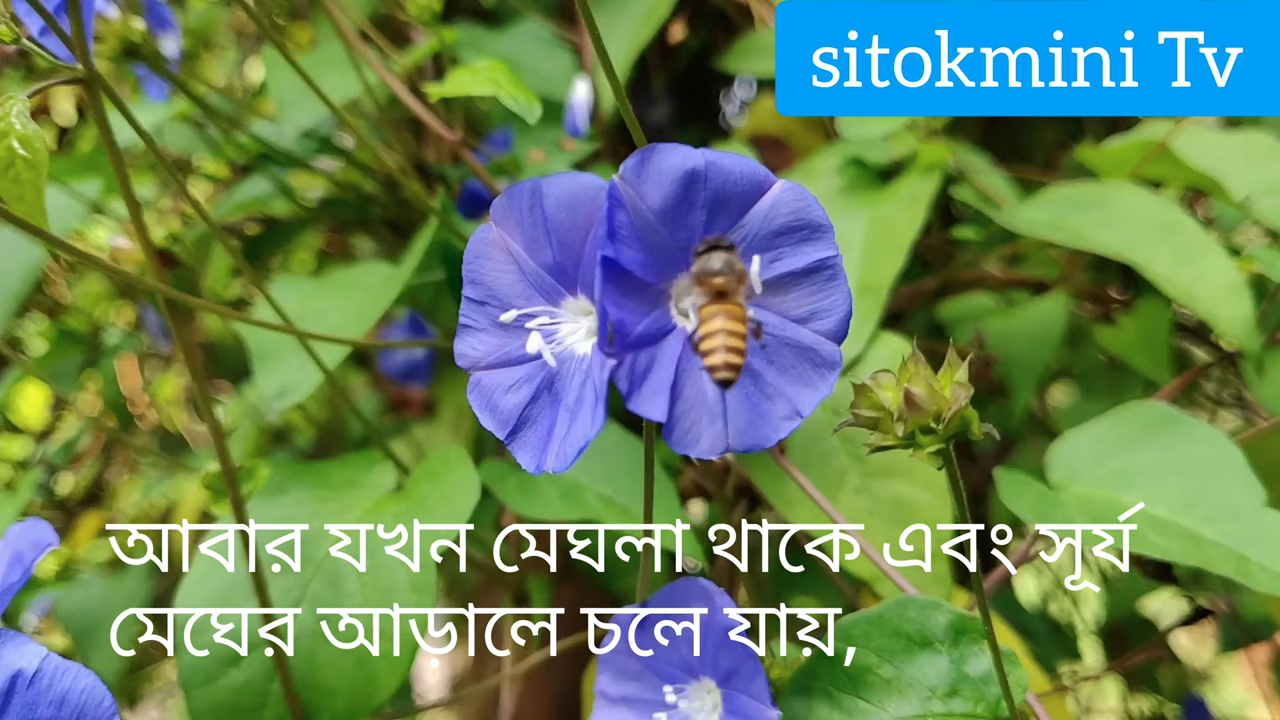 sitokmini Tv
আবার যখন মেঘলা থাকে এবং সূর্য
মেঘের আড়ালে চলে যায়,